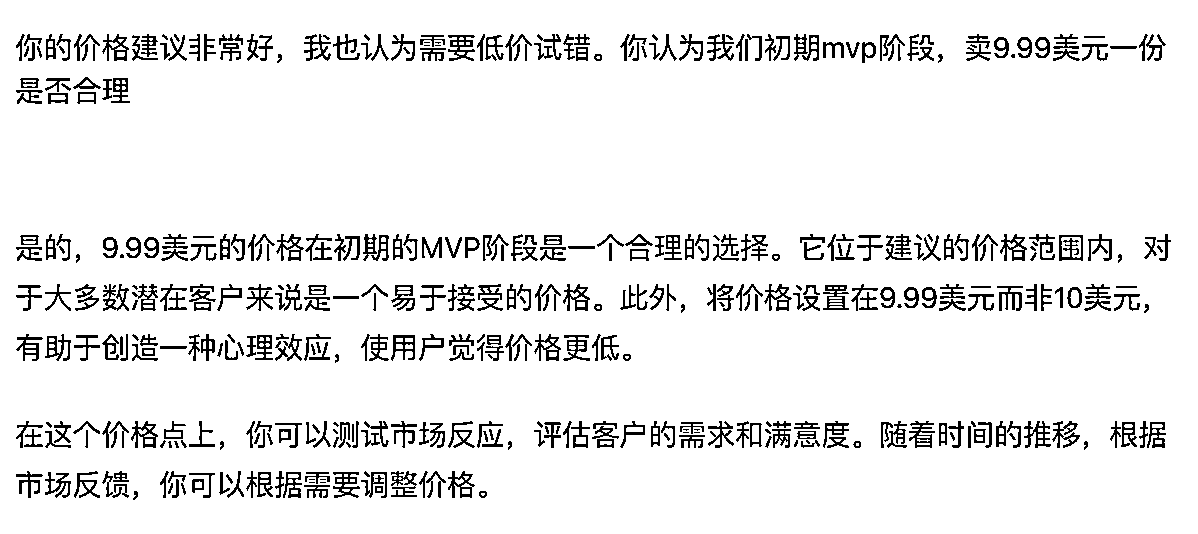 你的价格建议非常好，我也认为需要低价试错。你认为我们初期mvp阶段，卖9.99美元一份
是否合理
是的，9.99美元的价格在初期的MVP阶段是一个合理的选择。它位于建议的价格范围内，对
于大多数潜在客户来说是一个易于接受的价格。此外，将价格设置在9.99美元而非10美元，
有助于创造一种心理效应，使用户觉得价格更低。
在这个价格点上，你可以测试市场反应，评估客户的需求和满意度。随着时间的推移，根据
市场反馈，你可以根据需要调整价格。